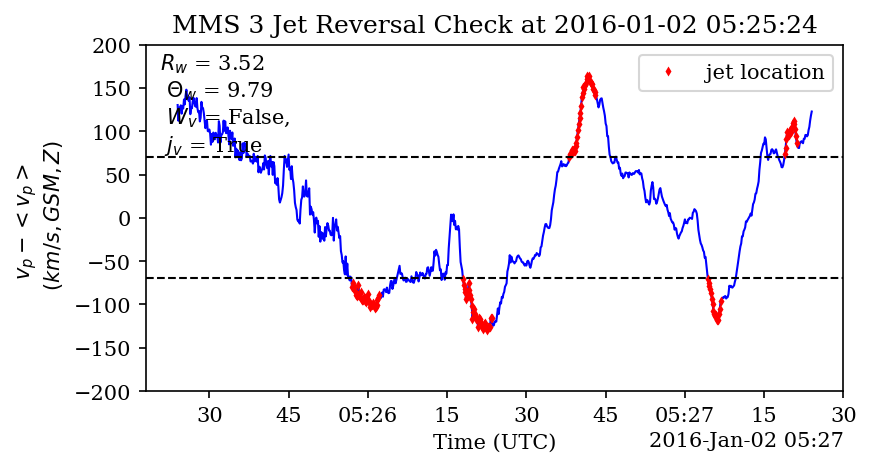 MMS 3 Jet Reversal Check at 2016-01-02 05:25:24
R_w = 3.52
Θ_w = 9.79
W_v = False,
j_v = True
jet location
v_p − < v_p >
(km/s, GSM, Z)
200
150
100
50
0
−50
−100
−150
−200
30 45 05:26 15 30 45 05:27 15 30
Time (UTC)
2016-Jan-02 05:27